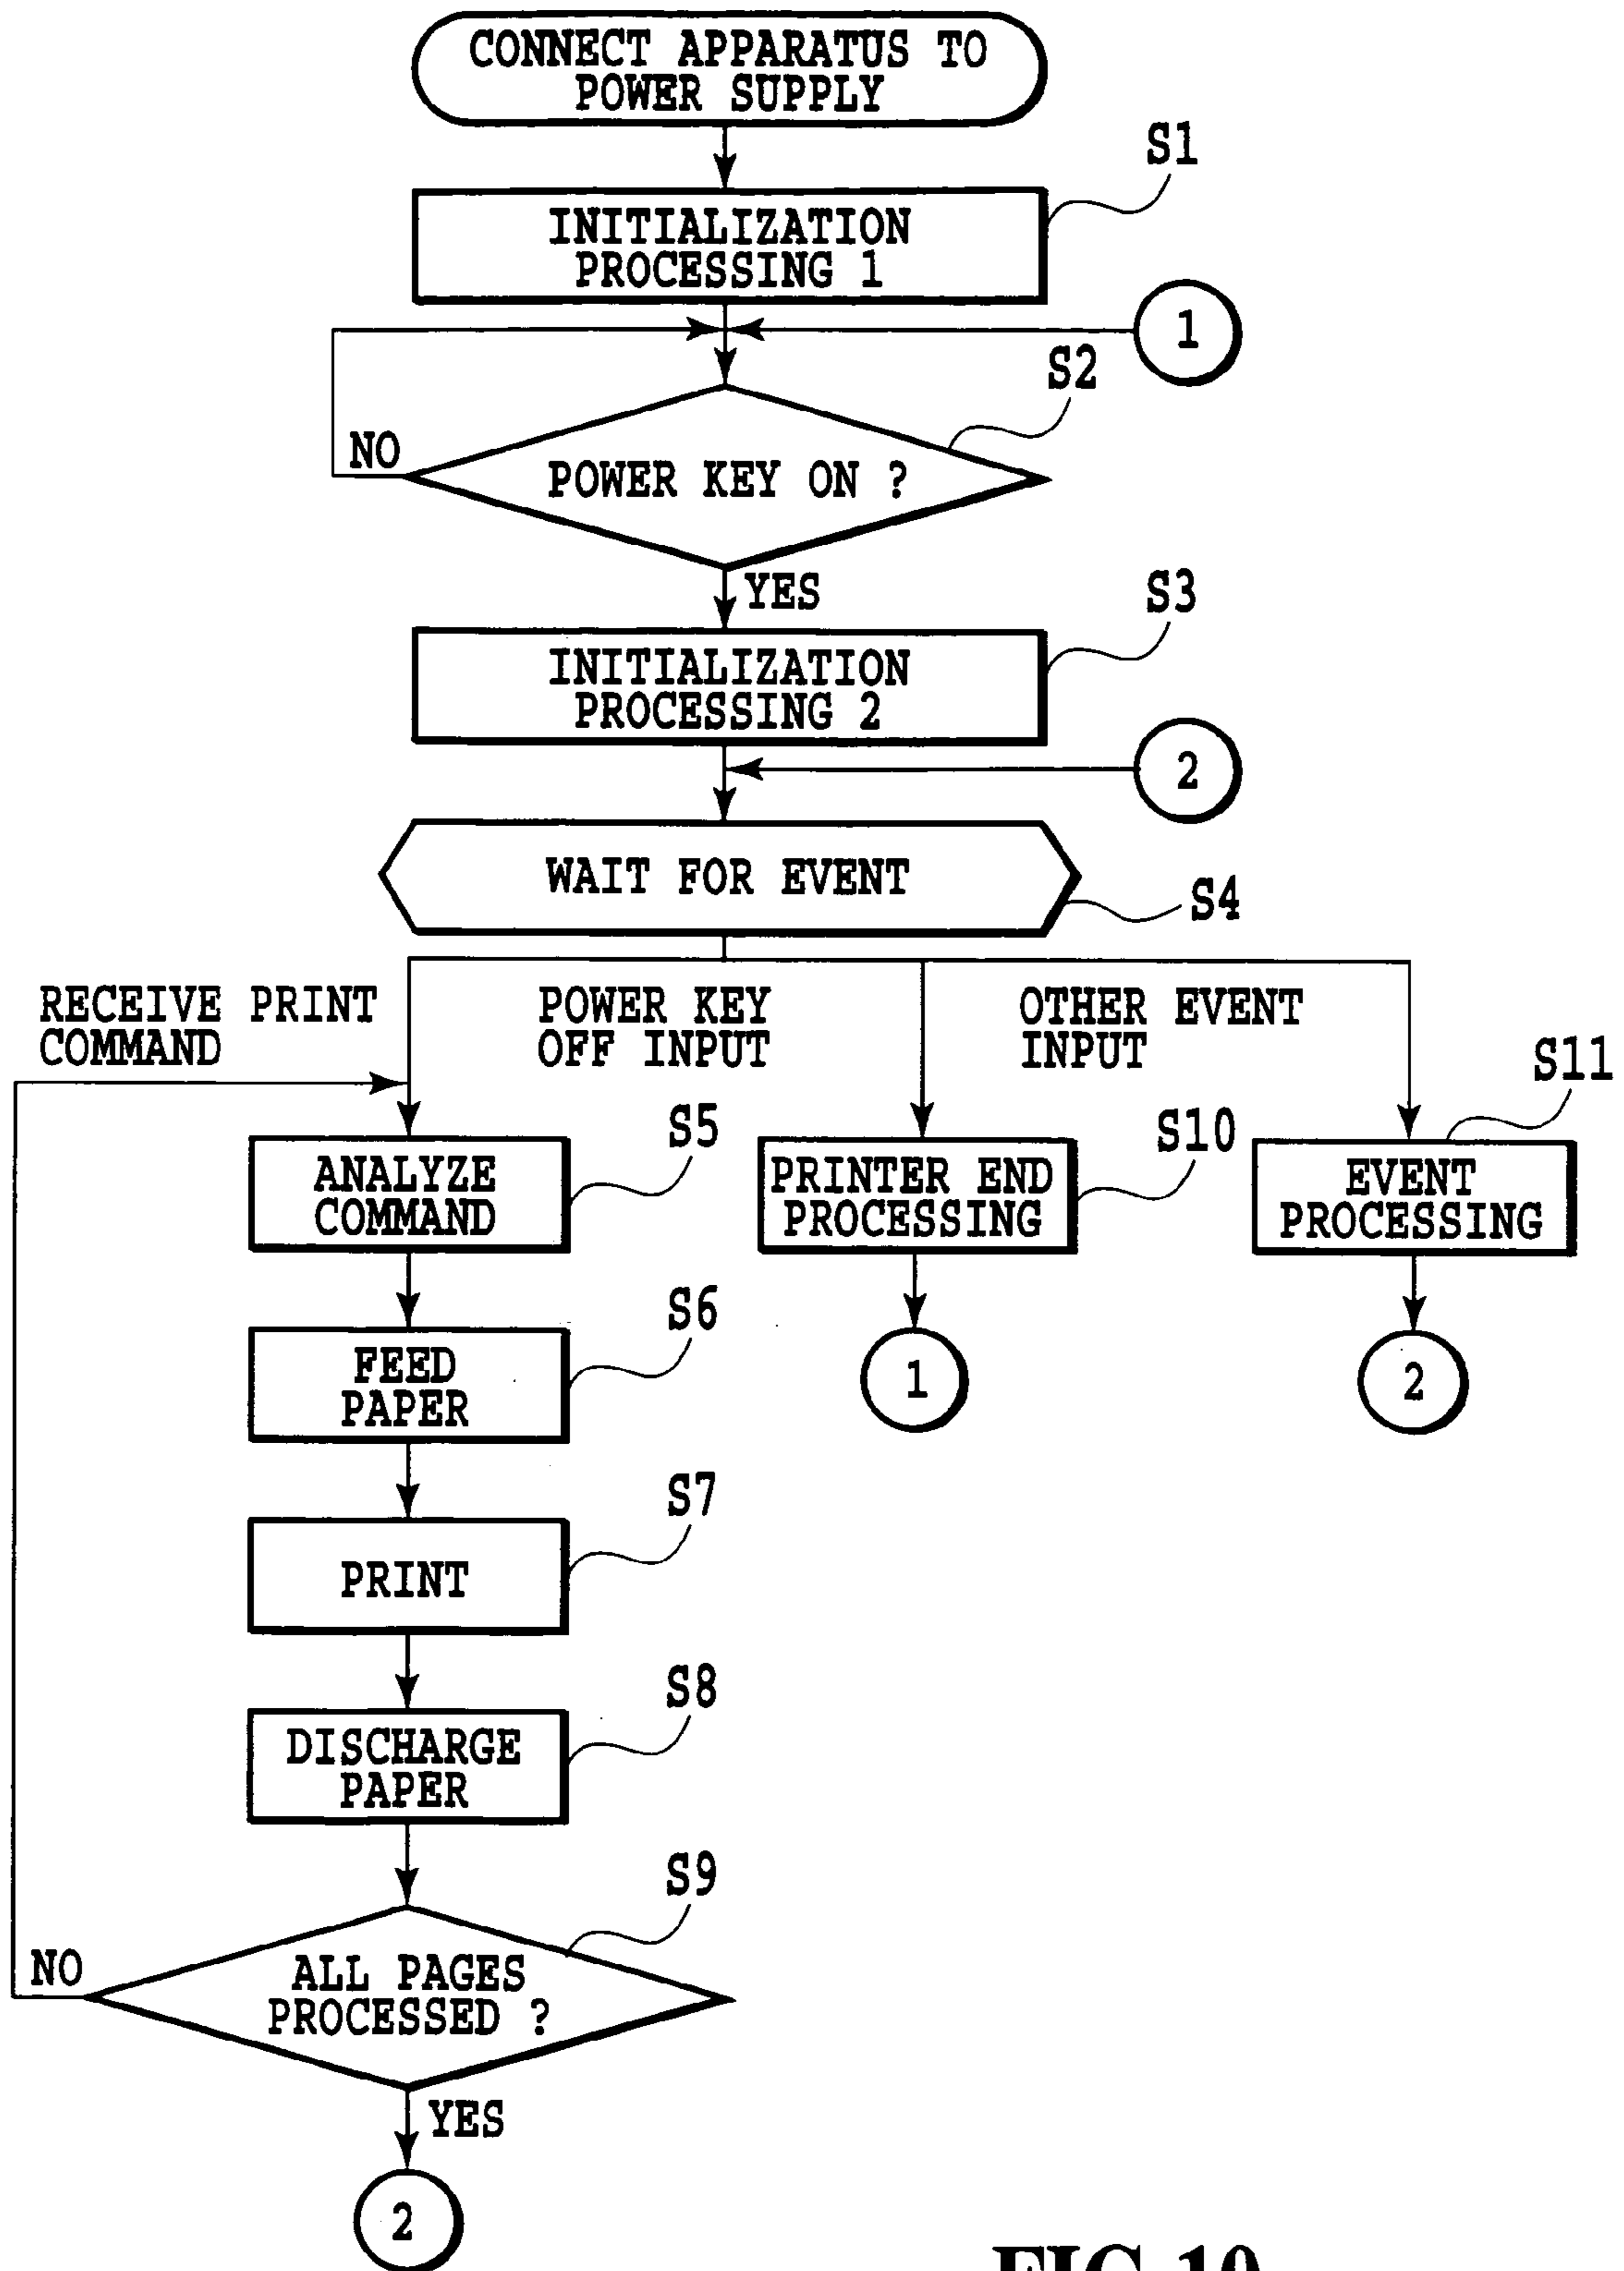 CONNECT APPARATUS TO
POWER SUPPLY
S1
INITIALIZATION
PROCESSING 1
1
S2
NO
POWER KEY ON ?
YES
S3
INITIALIZATION
PROCESSING 2
2
WAIT FOR EVENT
S4
RECEIVE PRINT
COMMAND
POWER KEY
OFF INPUT
OTHER EVENT
INPUT
S5
ANALYZE
COMMAND
S10
PRINTER END
PROCESSING
S11
EVENT
PROCESSING
S6
FEED
PAPER
1
2
S7
PRINT
S8
DISCHARGE
PAPER
S9
NO
ALL PAGES
PROCESSED ?
YES
2
FIG.10